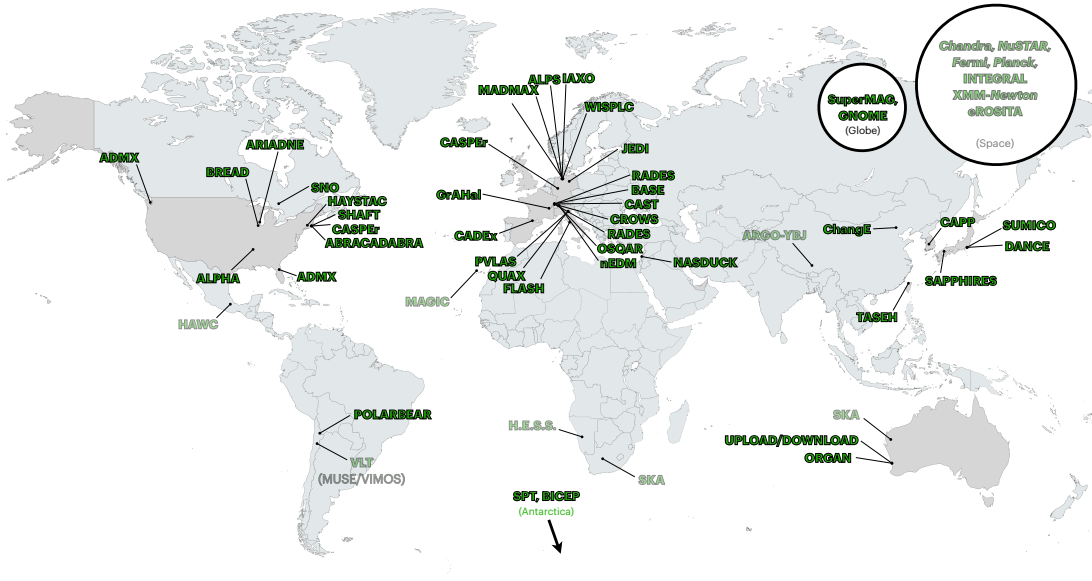 Chandra, NuSTAR,
Fermi, Planck,
INTEGRAL
XMM-Newton
eROSITA
(Space)
SuperMAG,
GNOME
(Globe)
ALPS IAXO
MADMAX
WISPLC
CASPEr
JEDI
RADES
BASE
GrAHal
CAST
CROWS
RADES
CADEx
OSQAR
nEDM
NASDUCK
PVLAS
QUAX
FLASH
MAGIC
ADMX
ARIADNE
BREAD
SNO
HAYSTAC
SHAFT
CASPEr
ABRACADABRA
ALPHA
ADMX
HAWC
ARGO-YBJ
ChangE
CAPP
SUMICO
DANCE
SAPPHIRES
TASEH
POLARBEAR
VLT
(MUSE/VIMOS)
H.E.S.S.
SKA
SKA
UPLOAD/DOWNLOAD
ORGAN
SPT, BICEP
(Antarctica)